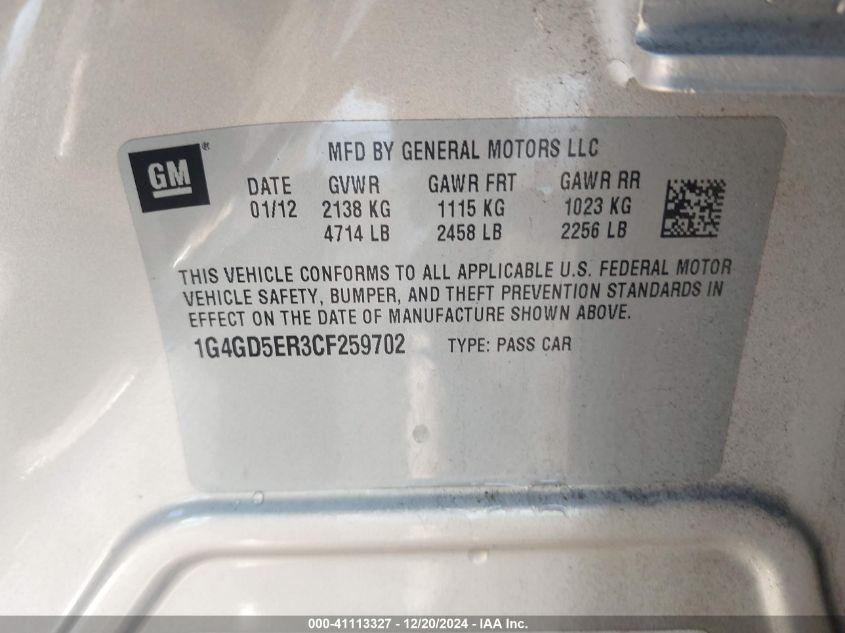 GM®
MFD BY GENERAL MOTORS LLC
DATE GVWR GAWR FRT GAWR RR
01/12 2138 KG 1115 KG 1023 KG
4714 LB 2458 LB 2256 LB
THIS VEHICLE CONFORMS TO ALL APPLICABLE U.S. FEDERAL MOTOR
VEHICLE SAFETY, BUMPER, AND THEFT PREVENTION STANDARDS IN
EFFECT ON THE DATE OF MANUFACTURE SHOWN ABOVE.
1G4GD5ER3CF259702 TYPE: PASS CAR
000-41113327 - 12/20/2024 - IAA Inc.